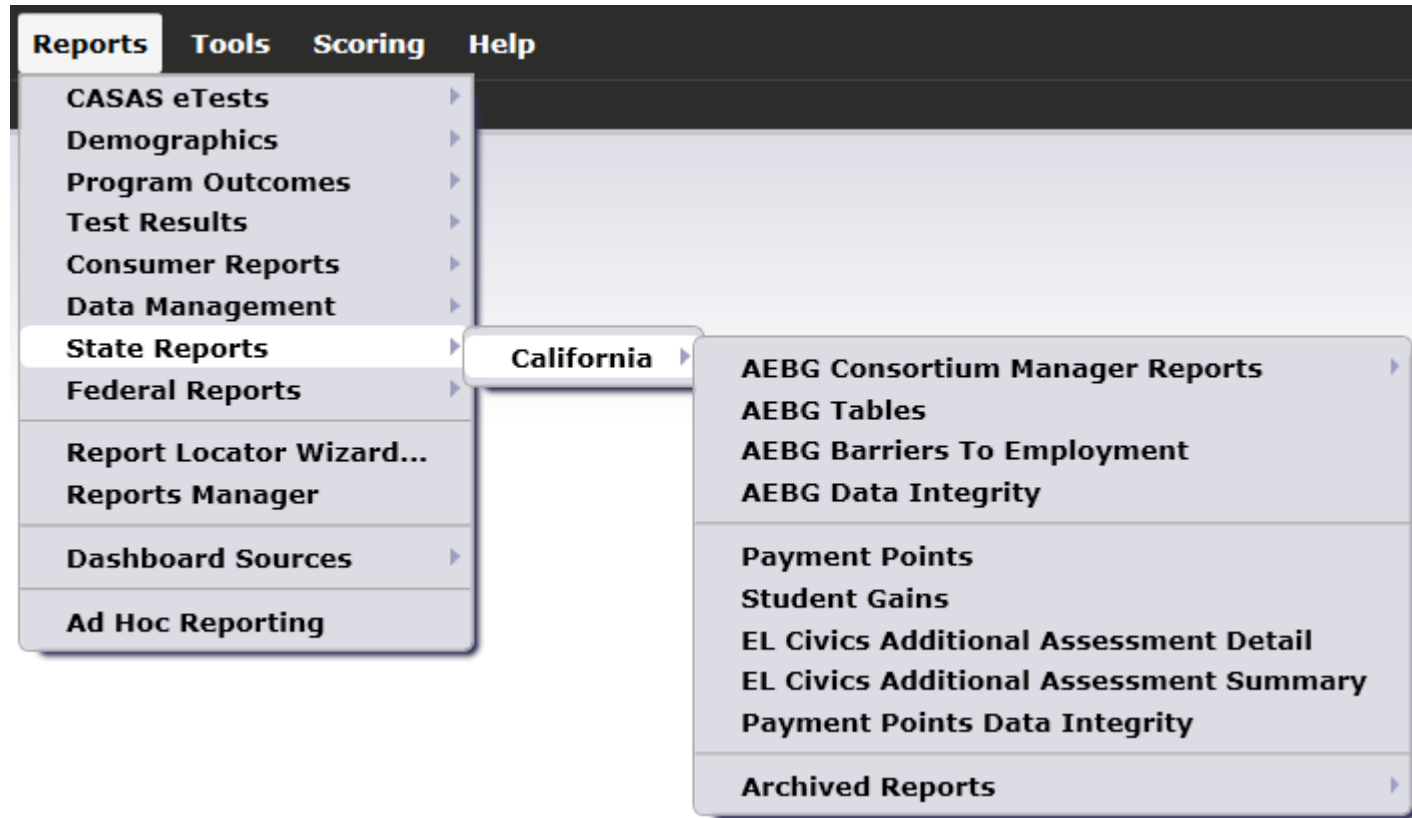 Reports Tools Scoring Help
CASAS eTests
Demographics
Program Outcomes
Test Results
Consumer Reports
Data Management
State Reports
Federal Reports
Report Locator Wizard...
Reports Manager
Dashboard Sources
Ad Hoc Reporting
California
AEBG Consortium Manager Reports
AEBG Tables
AEBG Barriers To Employment
AEBG Data Integrity
Payment Points
Student Gains
EL Civics Additional Assessment Detail
EL Civics Additional Assessment Summary
Payment Points Data Integrity
Archived Reports